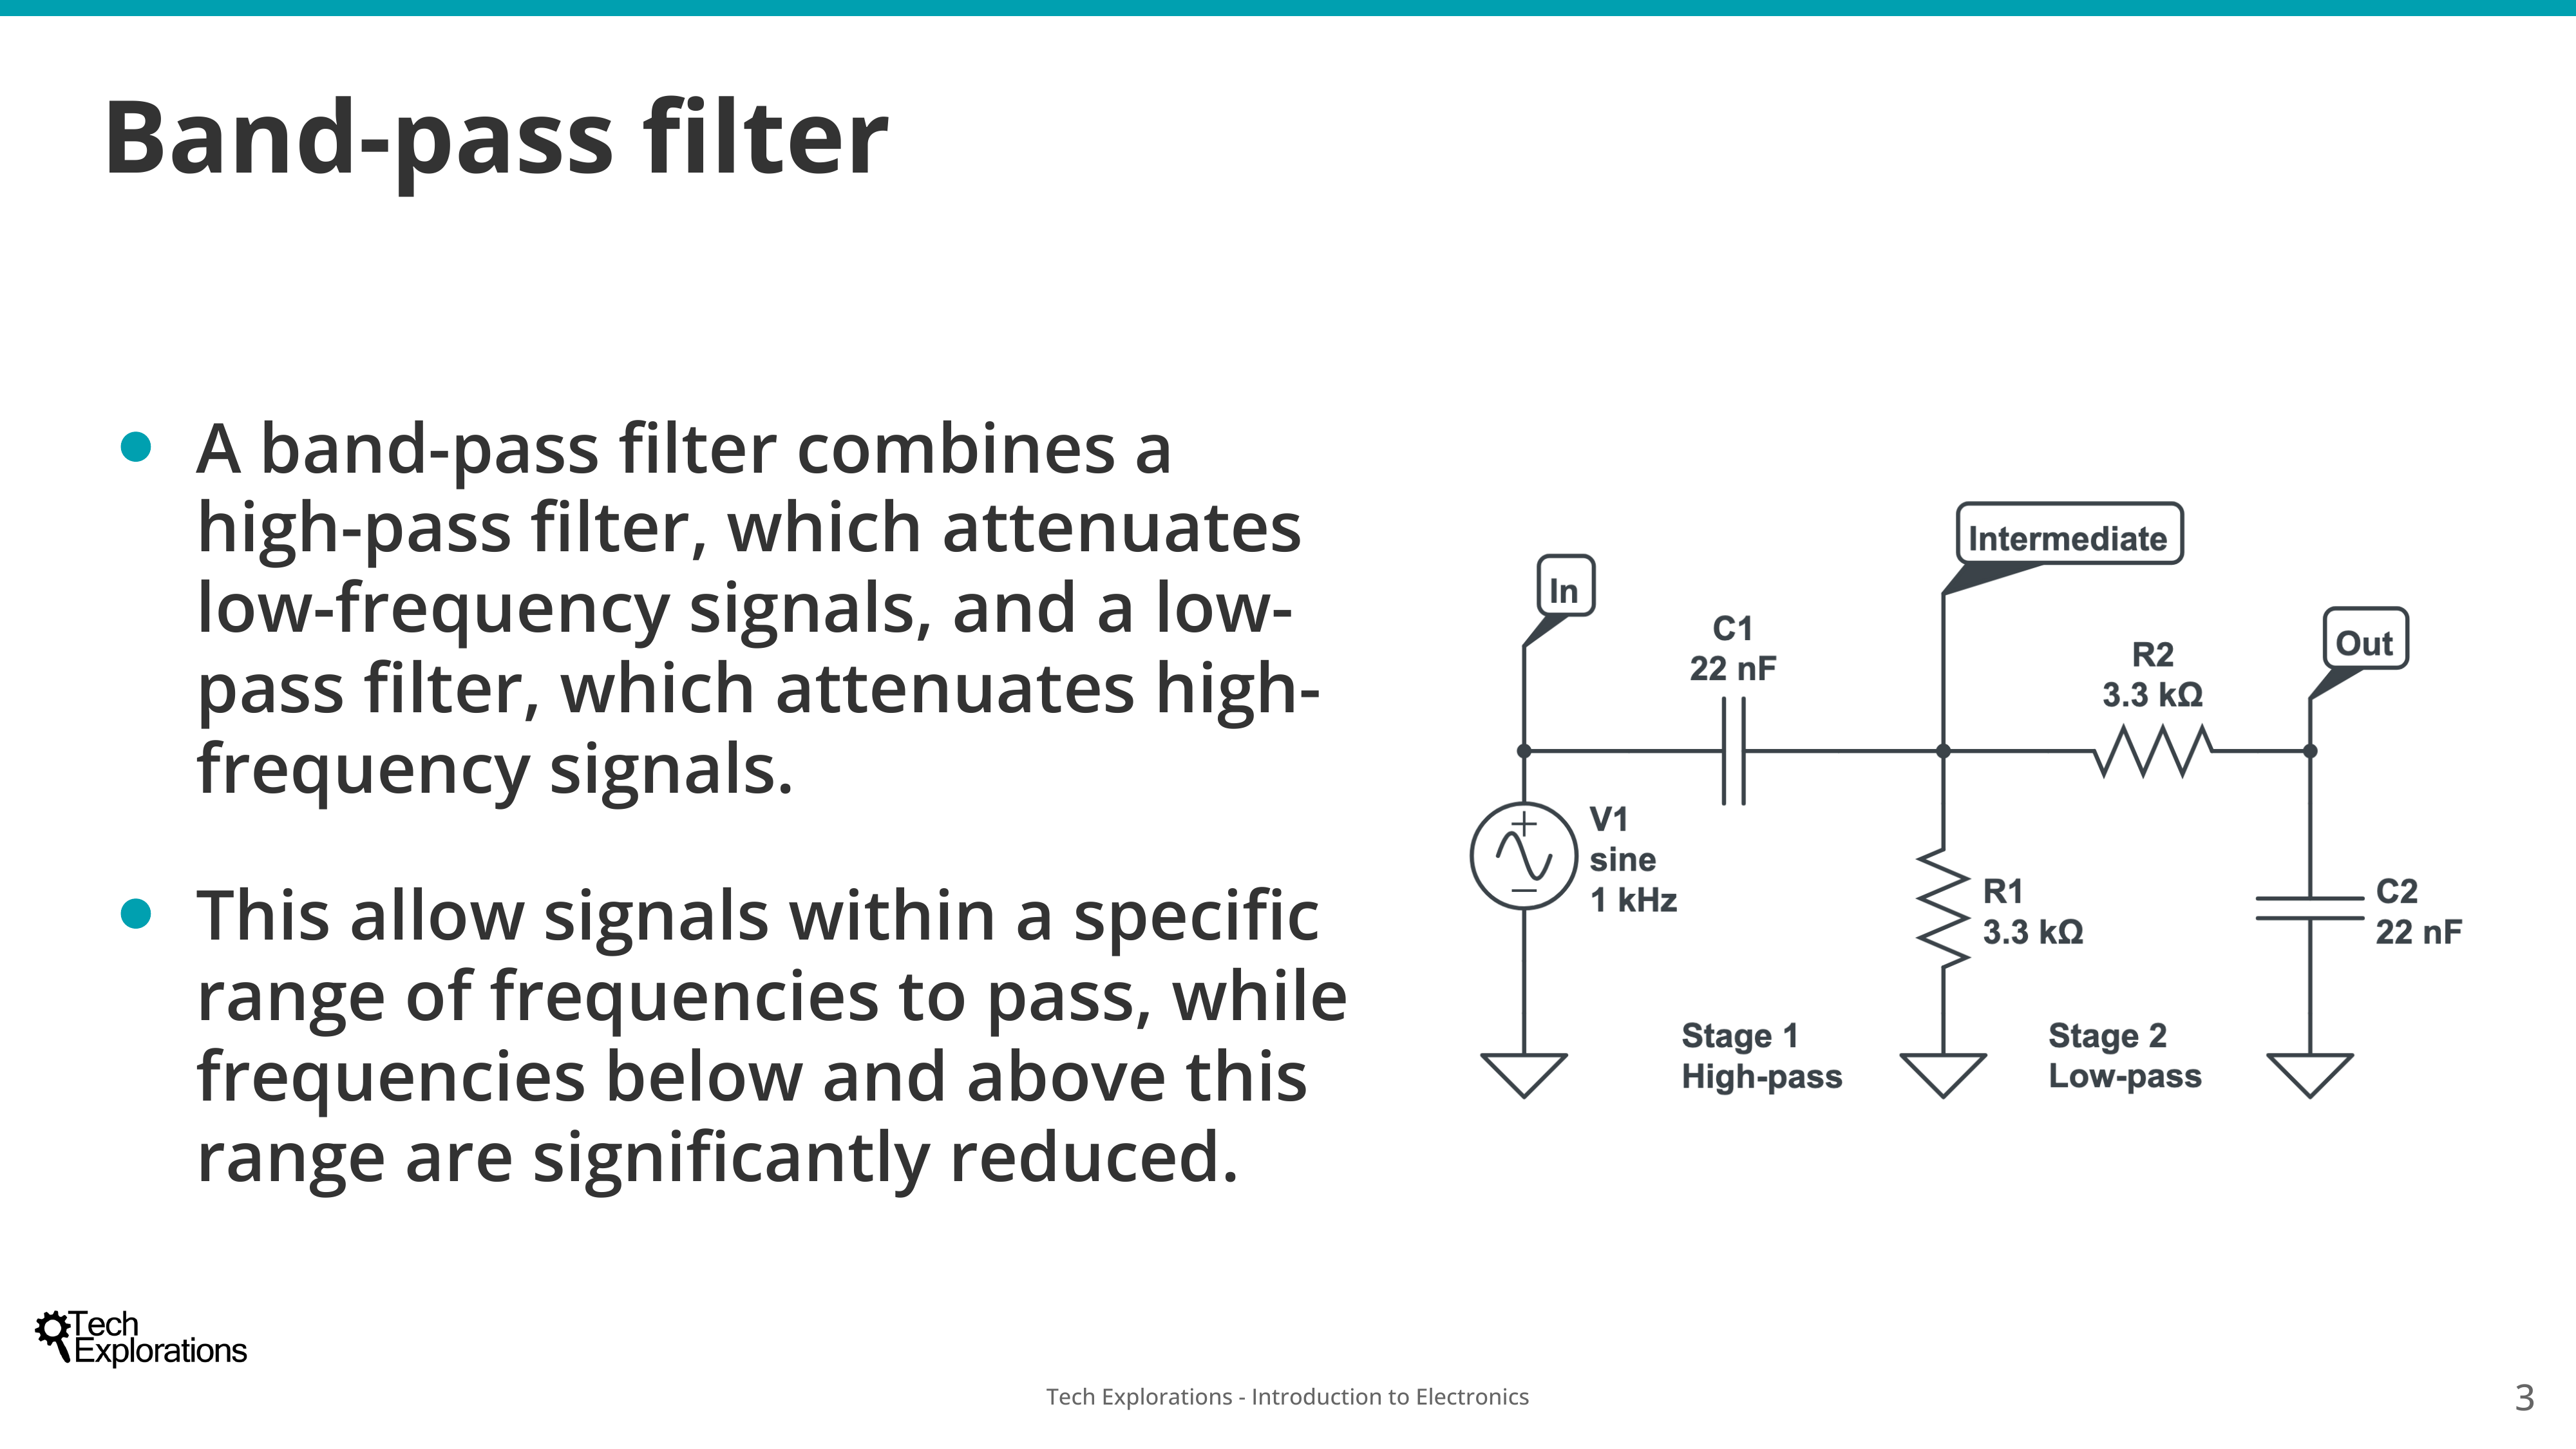 Band-pass filter
A band-pass filter combines a
high-pass filter, which attenuates
low-frequency signals, and a low-
pass filter, which attenuates high-
frequency signals.
This allow signals within a specific
range of frequencies to pass, while
frequencies below and above this
range are significantly reduced.
In
Intermediate
Out
C1
22 nF
R2
3.3 kΩ
V1
sine
1 kHz
R1
3.3 kΩ
C2
22 nF
Stage 1
High-pass
Stage 2
Low-pass
Tech
Explorations
Tech Explorations - Introduction to Electronics
3